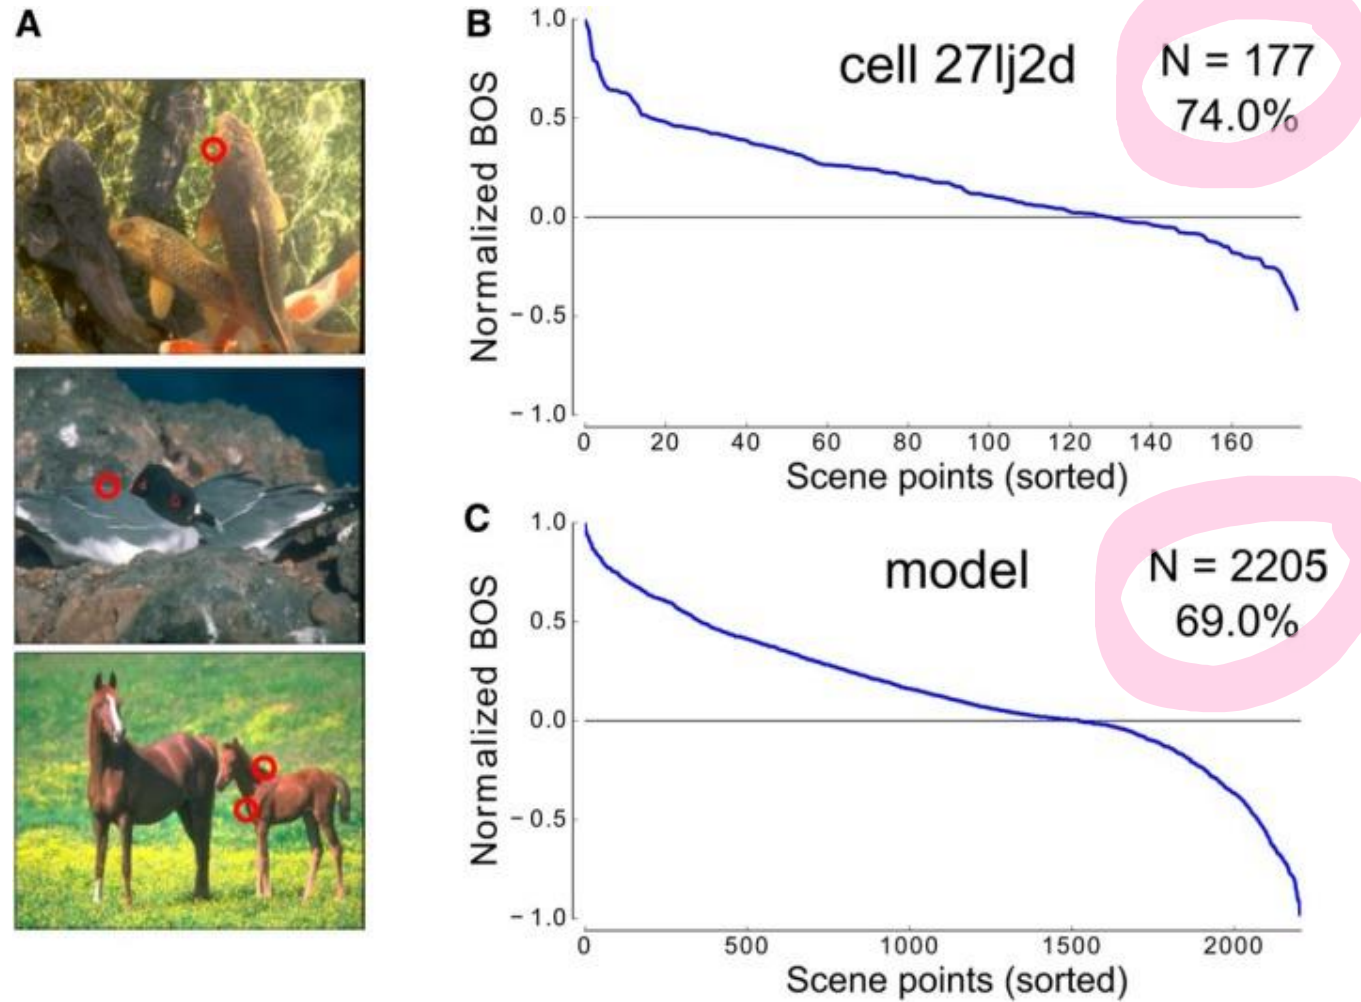 A
B
1.0
0.5
0.0
−0.5
−1.0
Normalized BOS
cell 27lj2d
N = 177
74.0%
0 20 40 60 80 100 120 140 160
Scene points (sorted)
C
1.0
0.5
0.0
−0.5
−1.0
Normalized BOS
model
N = 2205
69.0%
0 500 1000 1500 2000
Scene points (sorted)